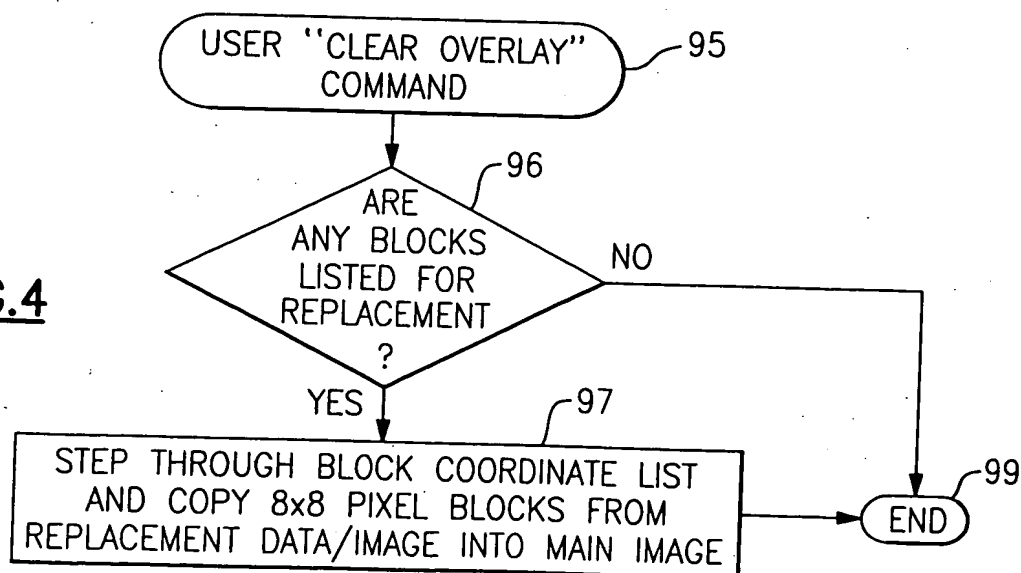 USER "CLEAR OVERLAY"
COMMAND
95
96
ARE
ANY BLOCKS
LISTED FOR
REPLACEMENT
?
NO
.4
YES
97
STEP THROUGH BLOCK COORDINATE LIST
AND COPY 8x8 PIXEL BLOCKS FROM
REPLACEMENT DATA/IMAGE INTO MAIN IMAGE
99
END